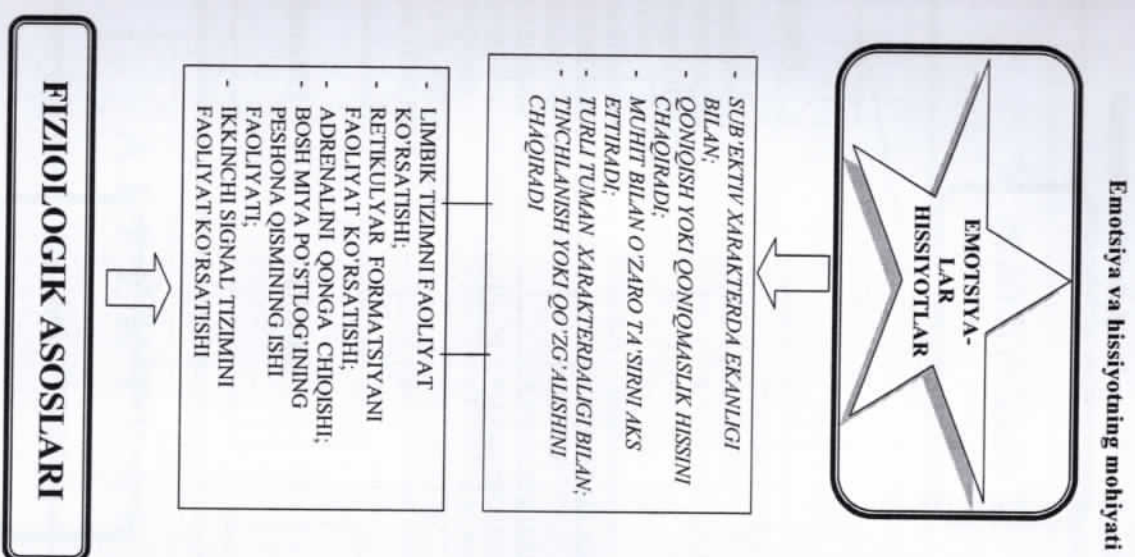 Emotsiya va hissiyotning mohiyati
EMOTSIYA-
LAR
HISSIYOTLAR
- SUB'EKTIV XARAKTERDA EKANLIGI
BILAN;
- QONIQISH YOKI QONIQMASLIK HISSINI
CHAQIRADI;
- MUHIT BILAN O'ZARO TA'SIRNI AKS
ETTIRADI;
- TURLI TUMAN XARAKTERDALIGI BILAN;
- TINCHLANISH YOKI QO'ZG'ALISHINI
CHAQIRADI
- LIMBIK TIZIMNI FAOLIYAT
KO'RSATISHI;
- RETIKULYAR FORMATSIYANI
FAOLIYAT KO'RSATISHI;
- ADRENALINI QONGA CHIQISHI;
- BOSH MIYA PO'STLOG'INING
PESHONA QISMINING ISHI
FAOLIYATI;
- IKKINCHI SIGNAL TIZIMINI
FAOLIYAT KO'RSATISHI
FIZIOLOGIK ASOSLARI